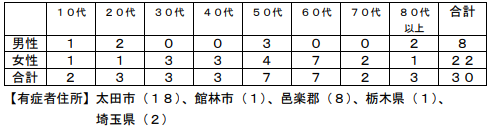 １０代 ２０代 ３０代 ４０代 ５０代 ６０代 ７０代 ８０代以上 合計
男性 １ ２ ０ ０ ３ ０ ０ ２ ８
女性 １ １ ３ ３ ４ ７ ２ １ ２２
合計 ２ ３ ３ ３ ７ ７ ２ ３ ３０
【有症者住所】太田市（１８）、館林市（１）、邑楽郡（８）、栃木県（１）、
埼玉県（２）